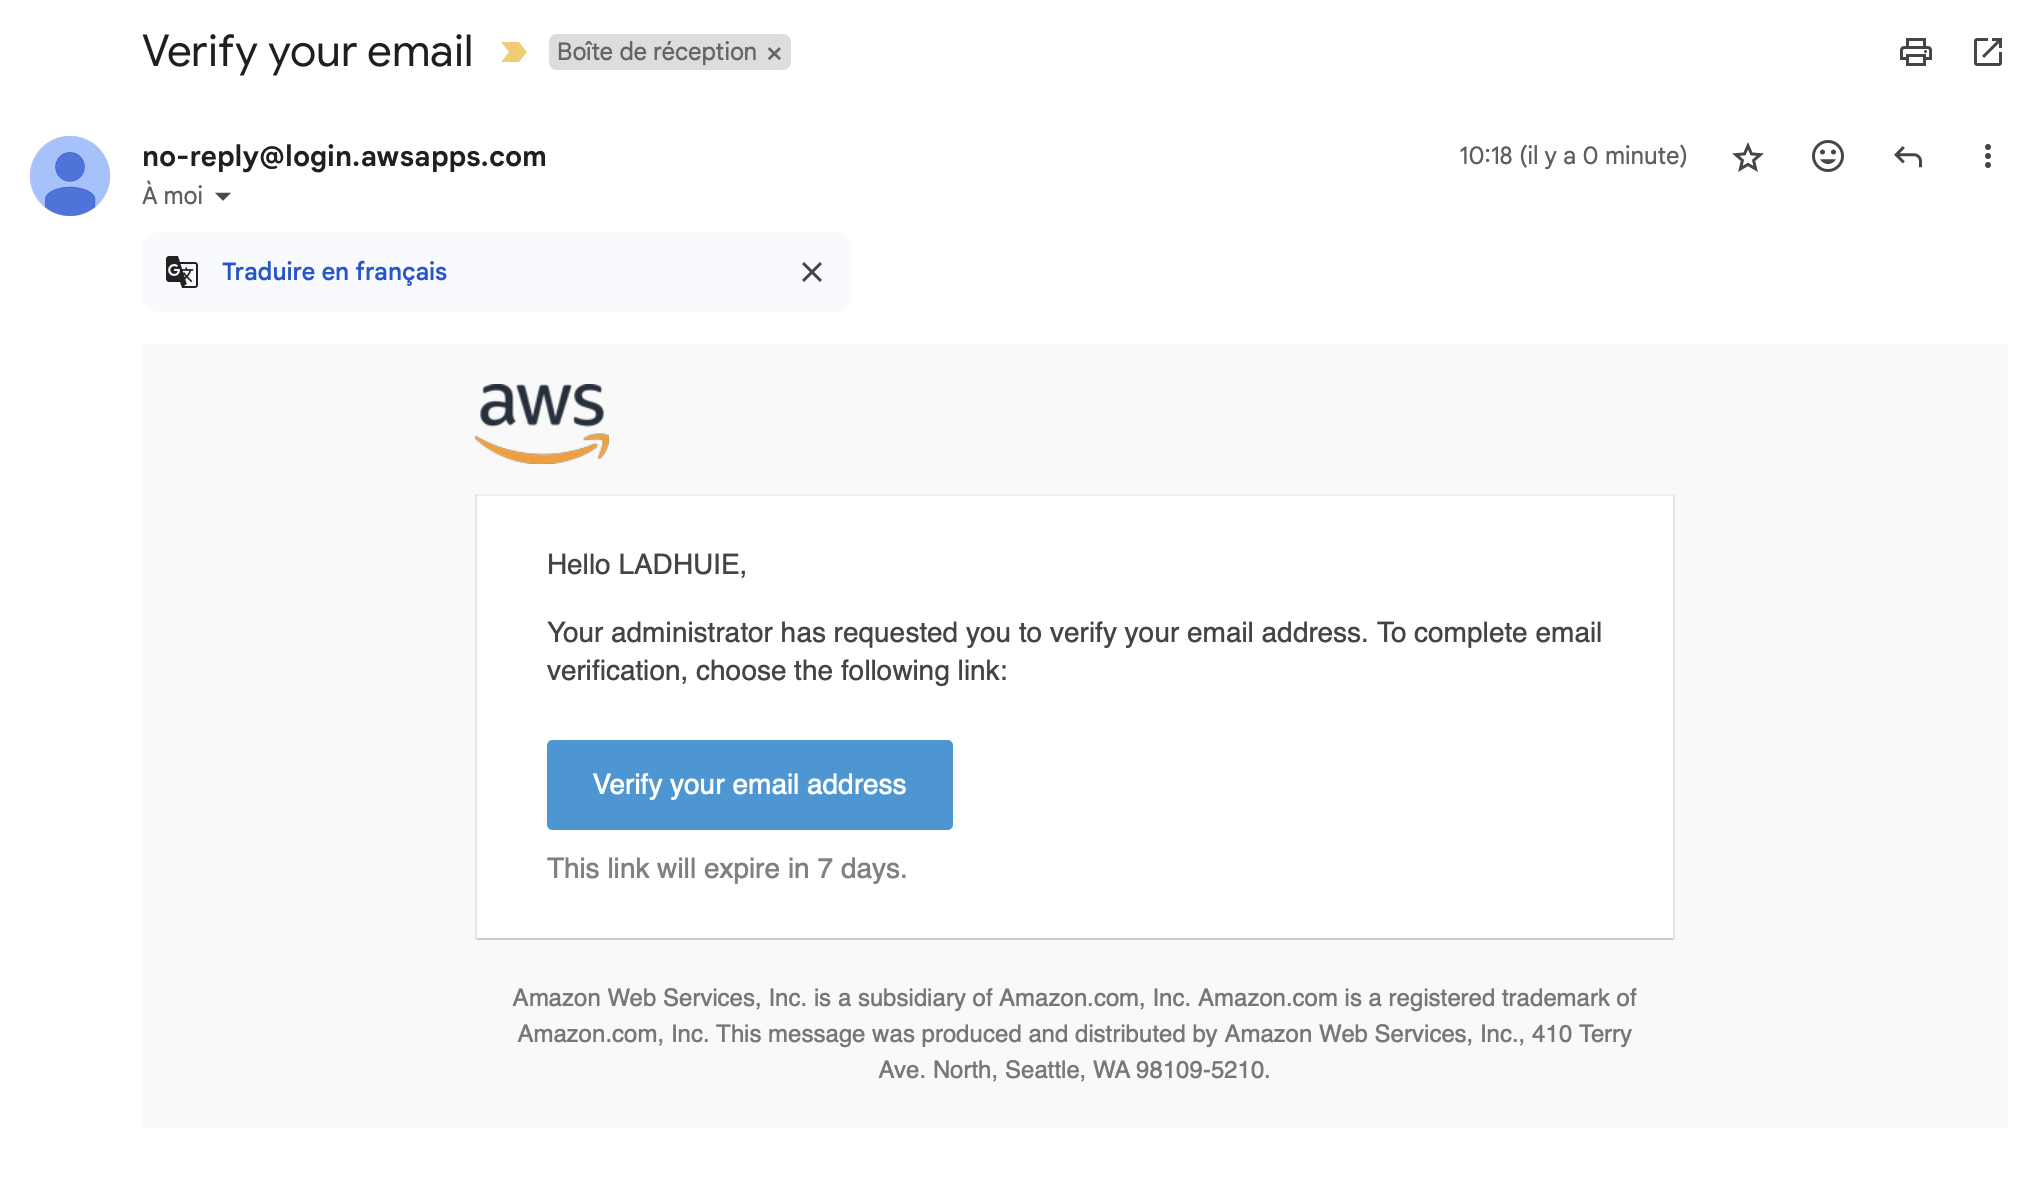 Verify your email
Boîte de réception ×
no-reply@login.awsapps.com
10:18 (il y a 0 minute)
À moi
Traduire en français
aws
Hello LADHUIE,
Your administrator has requested you to verify your email address. To complete email
verification, choose the following link:
Verify your email address
This link will expire in 7 days.
Amazon Web Services, Inc. is a subsidiary of Amazon.com, Inc. Amazon.com is a registered trademark of
Amazon.com, Inc. This message was produced and distributed by Amazon Web Services, Inc., 410 Terry
Ave. North, Seattle, WA 98109-5210.